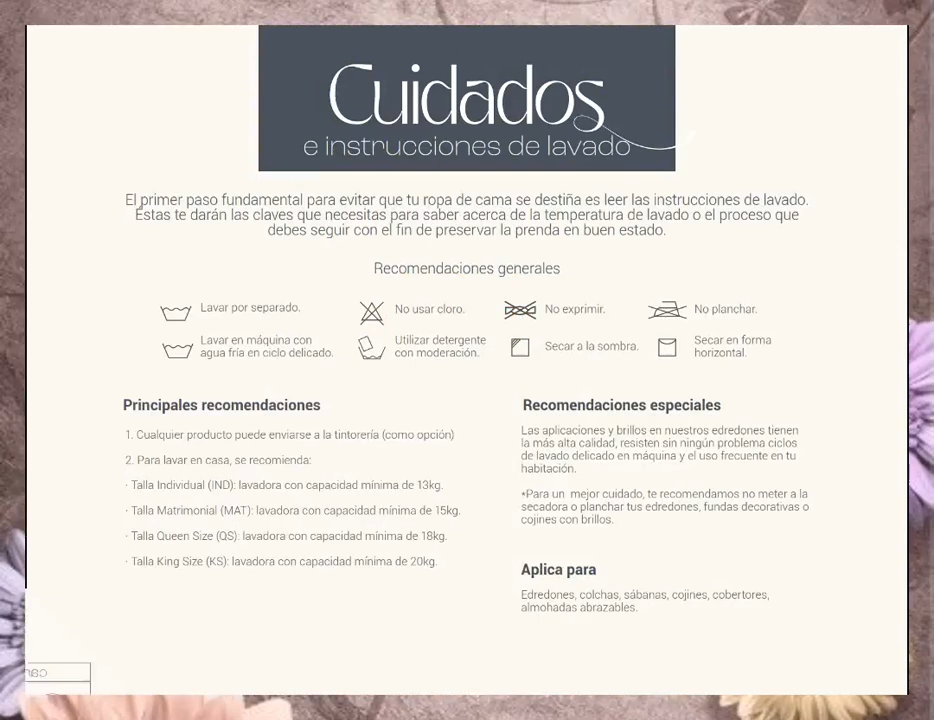 Cuidados
e instrucciones de lavado
El primer paso fundamental para evitar que tu ropa de cama se destiña es leer las instrucciones de lavado.
Estas te darán las claves que necesitas para saber acerca de la temperatura de lavado o el proceso que
debes seguir con el fin de preservar la prenda en buen estado.
Recomendaciones generales
Lavar por separado.
No usar cloro.
No exprimir.
No planchar.
Lavar en máquina con
agua fría en ciclo delicado.
Utilizar detergente
con moderación.
Secar a la sombra.
Secar en forma
horizontal.
Principales recomendaciones
1. Cualquier producto puede enviarse a la tintorería (como opción)
2. Para lavar en casa, se recomienda:
· Talla Individual (IND): lavadora con capacidad mínima de 13kg.
· Talla Matrimonial (MAT): lavadora con capacidad mínima de 15kg.
· Talla Queen Size (QS): lavadora con capacidad mínima de 18kg.
· Talla King Size (KS): lavadora con capacidad mínima de 20kg.
Recomendaciones especiales
Las aplicaciones y brillos en nuestros edredones tienen
la más alta calidad, resisten sin ningún problema ciclos
de lavado delicado en máquina y el uso frecuente en tu
habitación.
*Para un mejor cuidado, te recomendamos no meter a la
secadora o planchar tus edredones, fundas decorativas o
cojines con brillos.
Aplica para
Edredones, colchas, sábanas, cojines, cobertores,
almohadas abrazables.